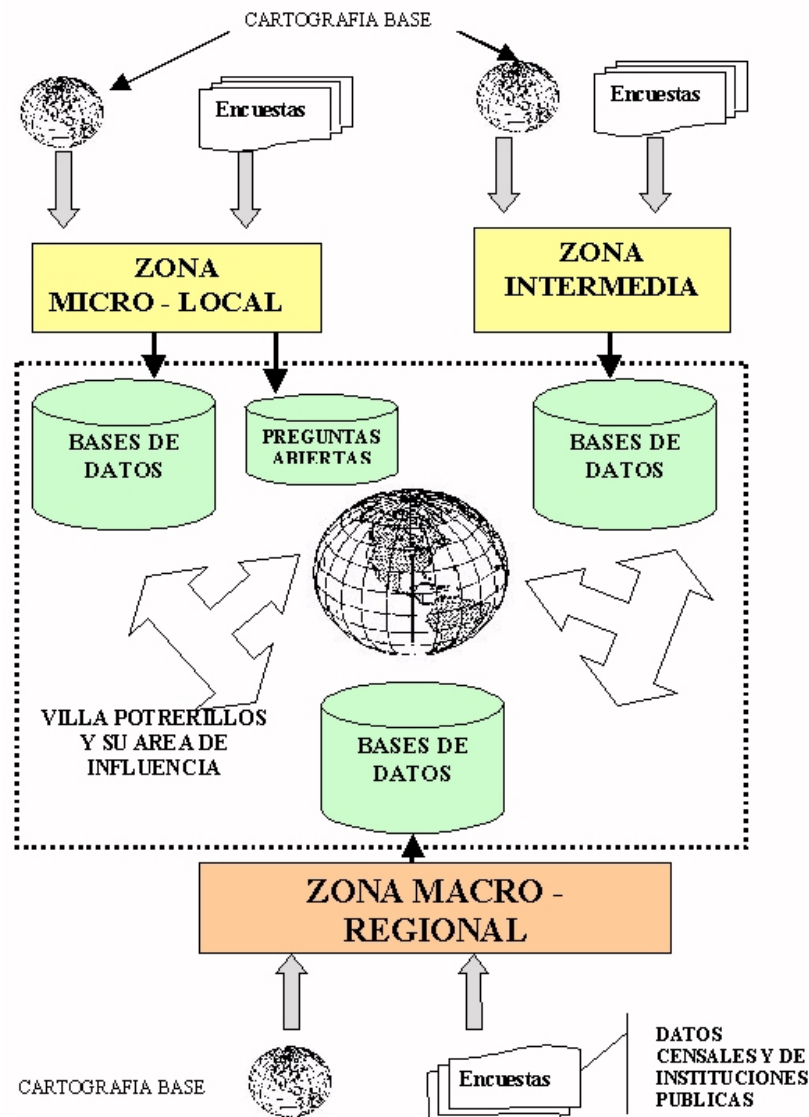 CARTOGRAFIA BASE
Encuestas
Encuestas
ZONA
MICRO - LOCAL
ZONA
INTERMEDIA
BASES DE
DATOS
PREGUNTAS
ABIERTAS
BASES DE
DATOS
VILLA POTRERILLOS
Y SU AREA DE
INFLUENCIA
BASES DE
DATOS
ZONA MACRO -
REGIONAL
CARTOGRAFIA BASE
Encuestas
DATOS
CENSALES Y DE
INSTITUCIONES
PUBLICAS